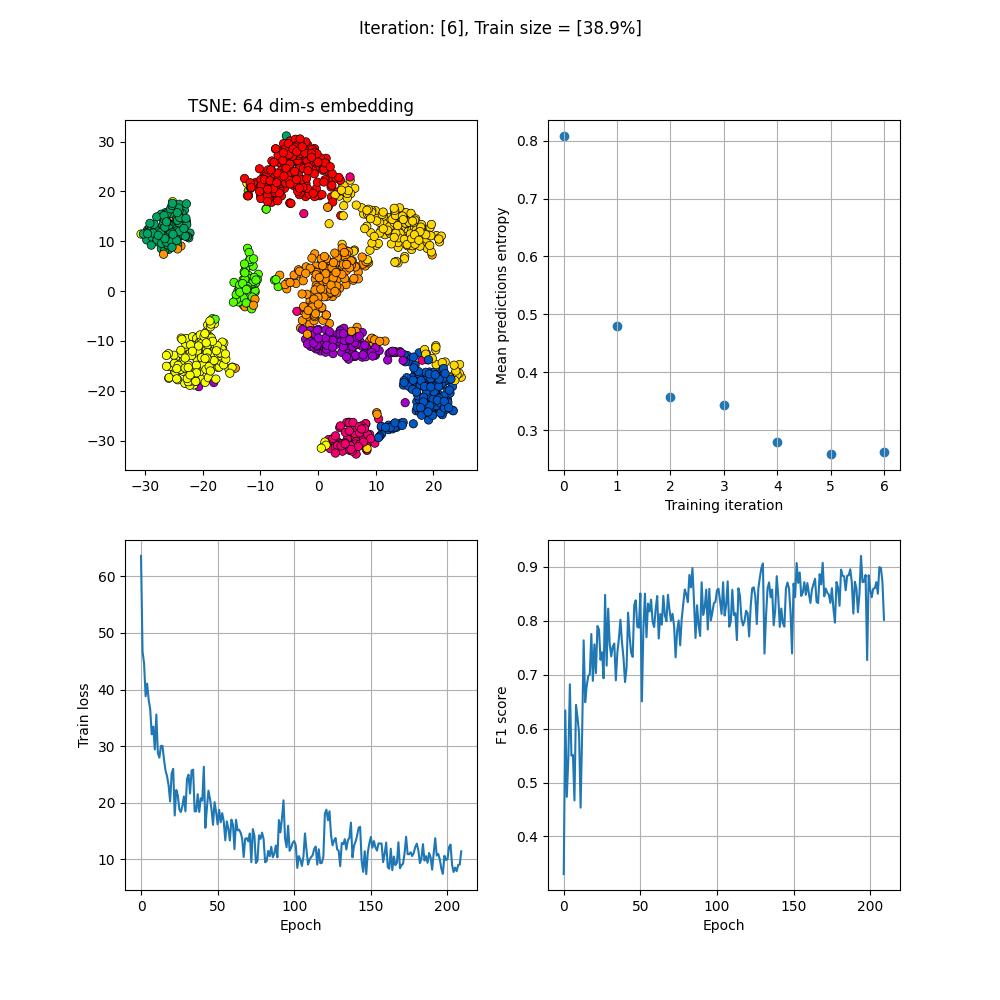 Iteration: [6], Train size = [38.9%]
TSNE: 64 dim-s embedding
30
20
10
0
−10
−20
−30
−30 −20 −10 0 10 20
Mean predictions entropy
0.8
0.7
0.6
0.5
0.4
0.3
0 1 2 3 4 5 6
Training iteration
Train loss
60
50
40
30
20
10
0 50 100 150 200
Epoch
F1 score
0.9
0.8
0.7
0.6
0.5
0.4
0 50 100 150 200
Epoch